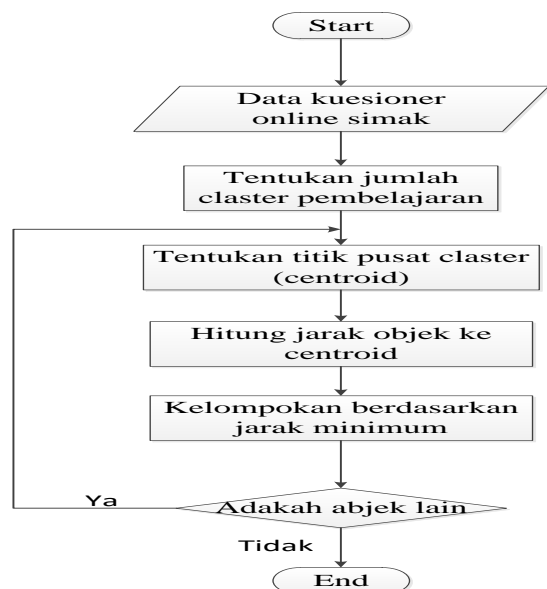 Start
Data kuesioner
online simak
Tentukan jumlah
claster pembelajaran
Tentukan titik pusat claster
(centroid)
Hitung jarak objek ke
centroid
Kelompokan berdasarkan
jarak minimum
Ya
Adakah abjek lain
Tidak
End